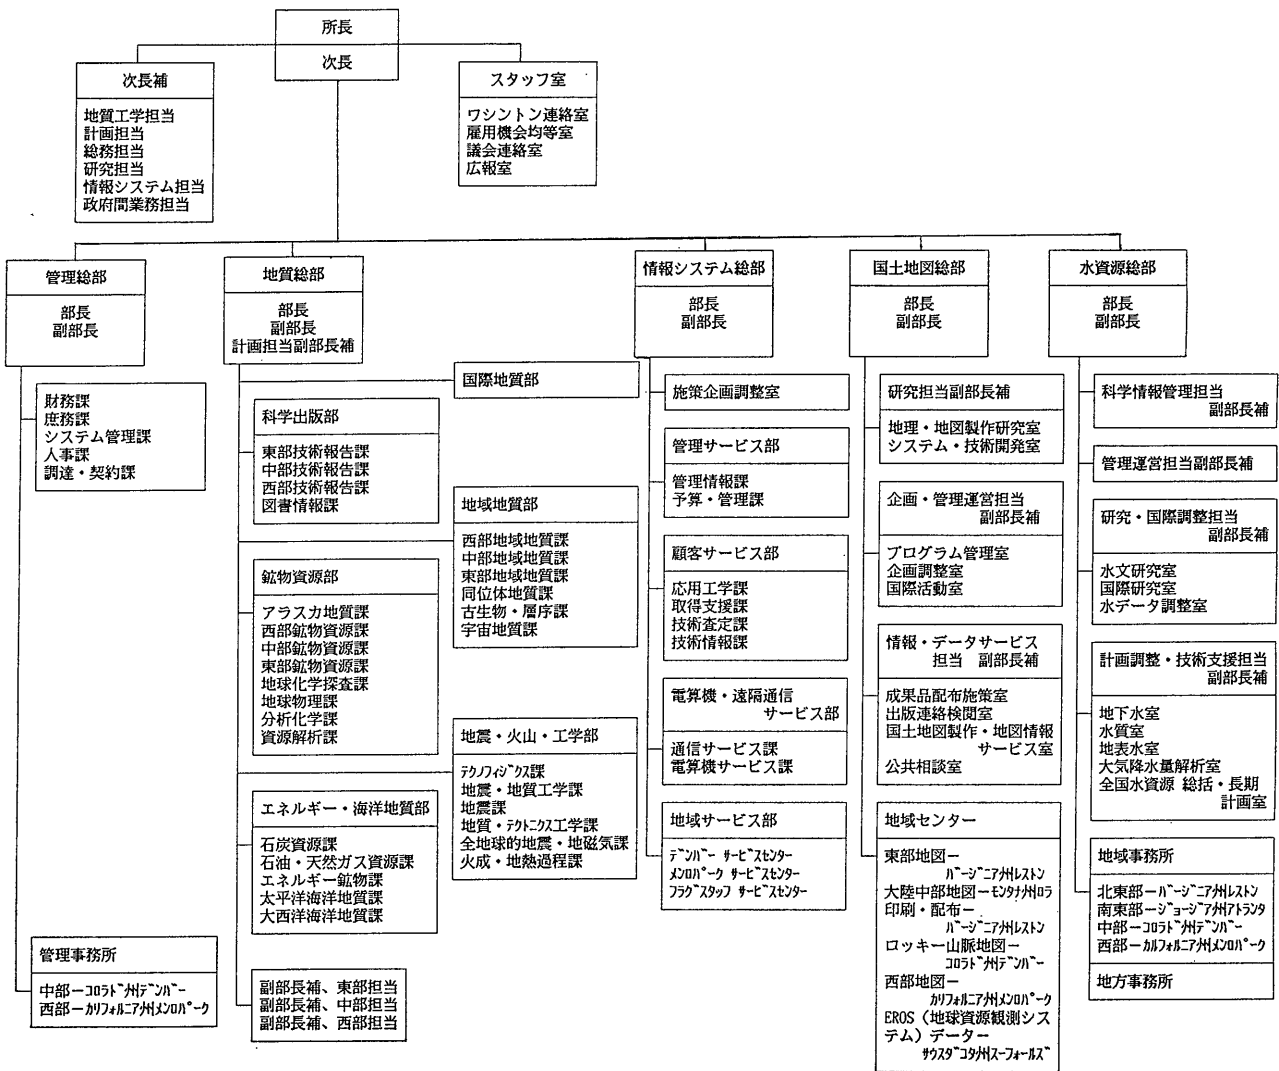 所長
次長
次長補
地質工学担当
計画担当
総務担当
研究担当
情報システム担当
政府間業務担当
スタッフ室
ワシントン連絡室
雇用機会均等室
議会連絡室
広報室
管理総部
部長
副部長
財務課
庶務課
システム管理課
人事課
調達・契約課
管理事務所
中部ーコロラド州デンバー
西部ーカリフォルニア州メンロパーク
地質総部
部長
副部長
計画担当副部長補
国際地質部
科学出版部
東部技術報告課
中部技術報告課
西部技術報告課
図書情報課
地域地質部
西部地域地質課
中部地域地質課
東部地域地質課
同位体地質課
古生物・層序課
宇宙地質課
鉱物資源部
アラスカ地質課
西部鉱物資源課
中部鉱物資源課
東部鉱物資源課
地球化学探査課
地球物理課
分析化学課
資源解析課
地震・火山・工学部
テクノフィジクス課
地震・地質工学課
地震課
地質・テクトニクス工学課
全地球的地震・地磁気課
火成・地熱過程課
エネルギー・海洋地質部
石炭資源課
石油・天然ガス資源課
エネルギー鉱物課
太平洋海洋地質課
大西洋海洋地質課
副部長補、東部担当
副部長補、中部担当
副部長補、西部担当
情報システム総部
部長
副部長
施策企画調整室
管理サービス部
管理情報課
予算・管理課
顧客サービス部
応用工学課
取得支援課
技術査定課
技術情報課
電算機・遠隔通信
サービス部
通信サービス課
電算機サービス課
地域サービス部
デンバー サービスセンター
メンロパーク サービスセンター
フラグスタッフ サービスセンター
国土地図総部
部長
副部長
研究担当副部長補
地理・地図製作研究室
システム・技術開発室
企画・管理運営担当
副部長補
プログラム管理室
企画調整室
国際活動室
情報・データサービス
担当 副部長補
成果品配布施策室
出版連絡検閲室
国土地図製作・地図情報
サービス室
公共相談室
地域センター
東部地図ー
バージニア州レストン
大陸中部地図ーモンタナ州ロラ
印刷・配布ー
バージニア州レストン
ロッキー山脈地図ー
コロラド州デンバー
西部地図ー
カリフォルニア州メンロパーク
EROS（地球資源観測シス
テム）データー
サウスダコタ州スーフォールズ
水資源総部
部長
副部長
科学情報管理担当
副部長補
管理運営担当副部長補
研究・国際調整担当
副部長補
水文研究室
国際研究室
水データ調整室
計画調整・技術支援担当
副部長補
地下水室
水質室
地表水室
大気降水量解析室
全国水資源 総括・長期
計画室
地域事務所
北東部ーバージニア州レストン
南東部ージョージア州アトランタ
中部ーコロラド州デンバー
西部ーカルフォルニア州メンロパーク
地方事務所